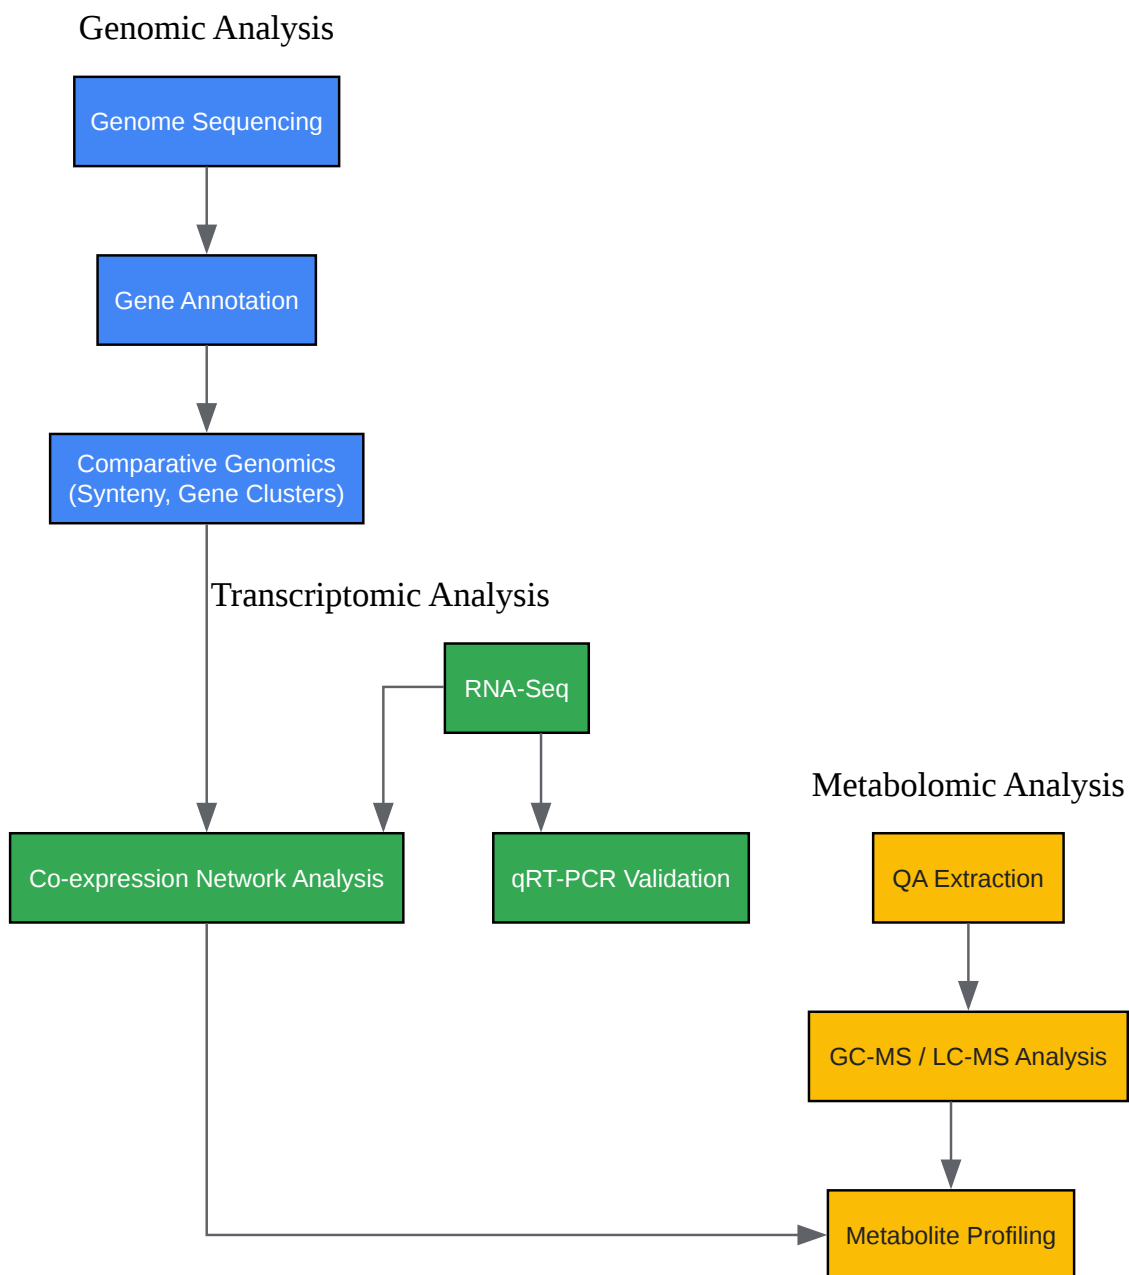 Genomic Analysis
Genome Sequencing
Gene Annotation
Comparative Genomics
(Synteny, Gene Clusters)
Transcriptomic Analysis
RNA-Seq
Metabolomic Analysis
Co-expression Network Analysis
qRT-PCR Validation
QA Extraction
GC-MS / LC-MS Analysis
Metabolite Profiling